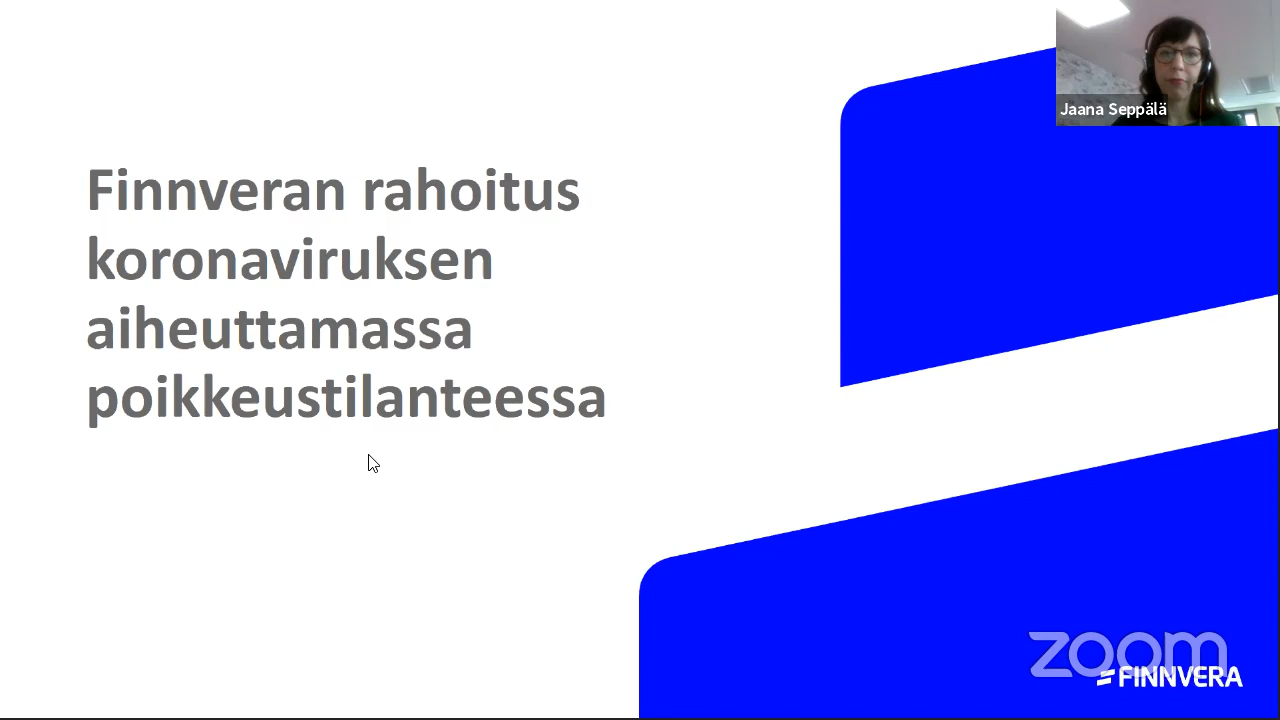 Jaana Seppälä
Finnveran rahoitus
koronaviruksen
aiheuttamassa
poikkeustilanteessa
zoom
FINNVERA